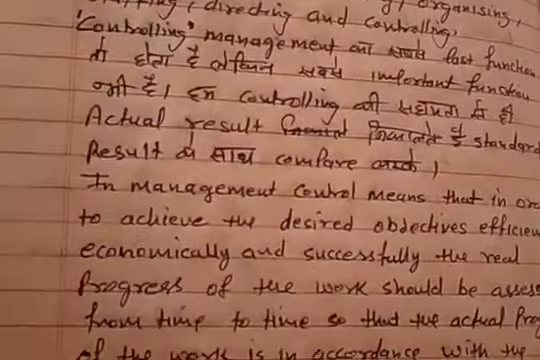 directing and controlling,
'Controlling' management का सबसे last function
तो होता है लेकिन सबसे important function
भी है। हम controlling की सहायता से ही
Actual result निकालते है standard
Result के साथ compare करके।
In management control means that in
to achieve the desired objectives
economically and successfully the real
Progress of the work should be
from time to time so that the actual
of the work is in accordance with the